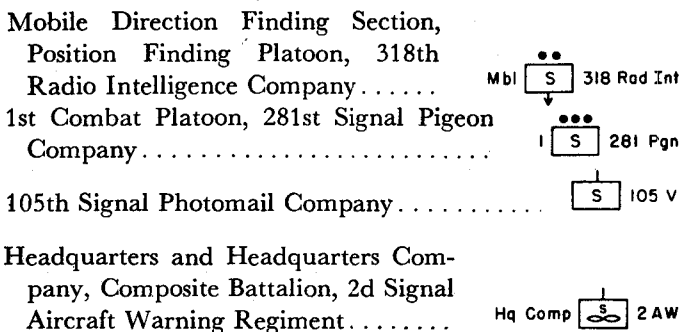 Mobile Direction Finding Section,
Position Finding Platoon, 318th
Radio Intelligence Company......
Mbl S 318 Rad Int
1st Combat Platoon, 281st Signal Pigeon
Company..........................
1 S 281 Pgn
105th Signal Photomail Company............
S 105 V
Headquarters and Headquarters Com-
pany, Composite Battalion, 2d Signal
Aircraft Warning Regiment........
Hq Comp S 2 AW